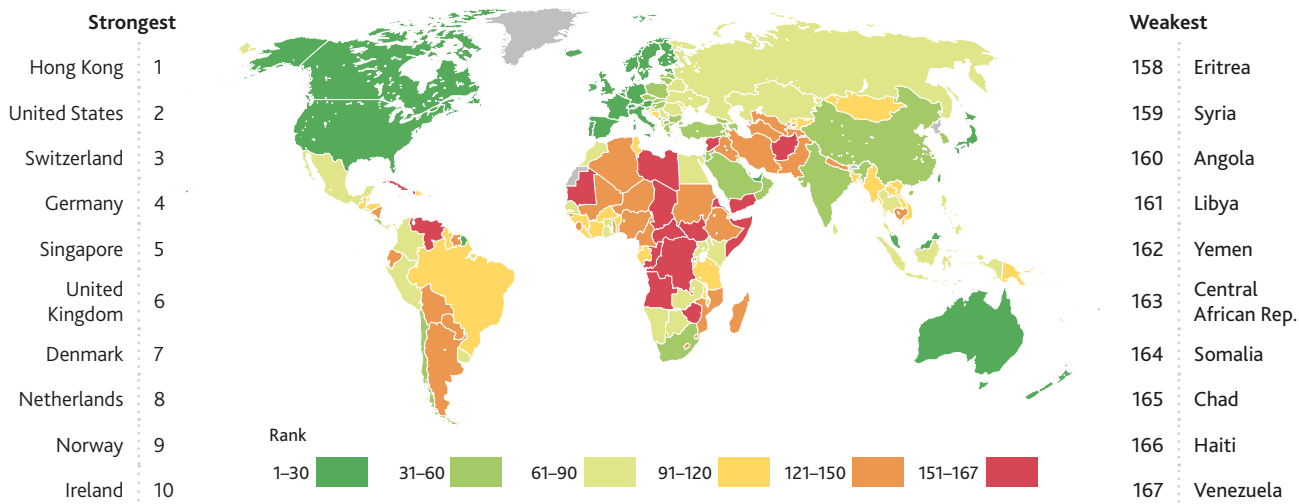 Strongest
Hong Kong 1
United States 2
Switzerland 3
Germany 4
Singapore 5
United
Kingdom 6
Denmark 7
Netherlands 8
Norway 9
Ireland 10
Rank
1–30
31–60
61–90
91–120
121–150
151–167
Weakest
158 Eritrea
159 Syria
160 Angola
161 Libya
162 Yemen
163 Central
African Rep.
164 Somalia
165 Chad
166 Haiti
167 Venezuela